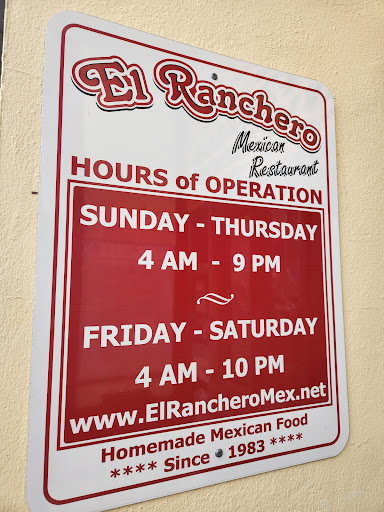 El Ranchero
Mexican
Restaurant
HOURS of OPERATION
SUNDAY - THURSDAY
4 AM - 9 PM
~
FRIDAY - SATURDAY
4 AM - 10 PM
www.ElRancheroMex.net
Homemade Mexican Food
**** Since 1983 ****